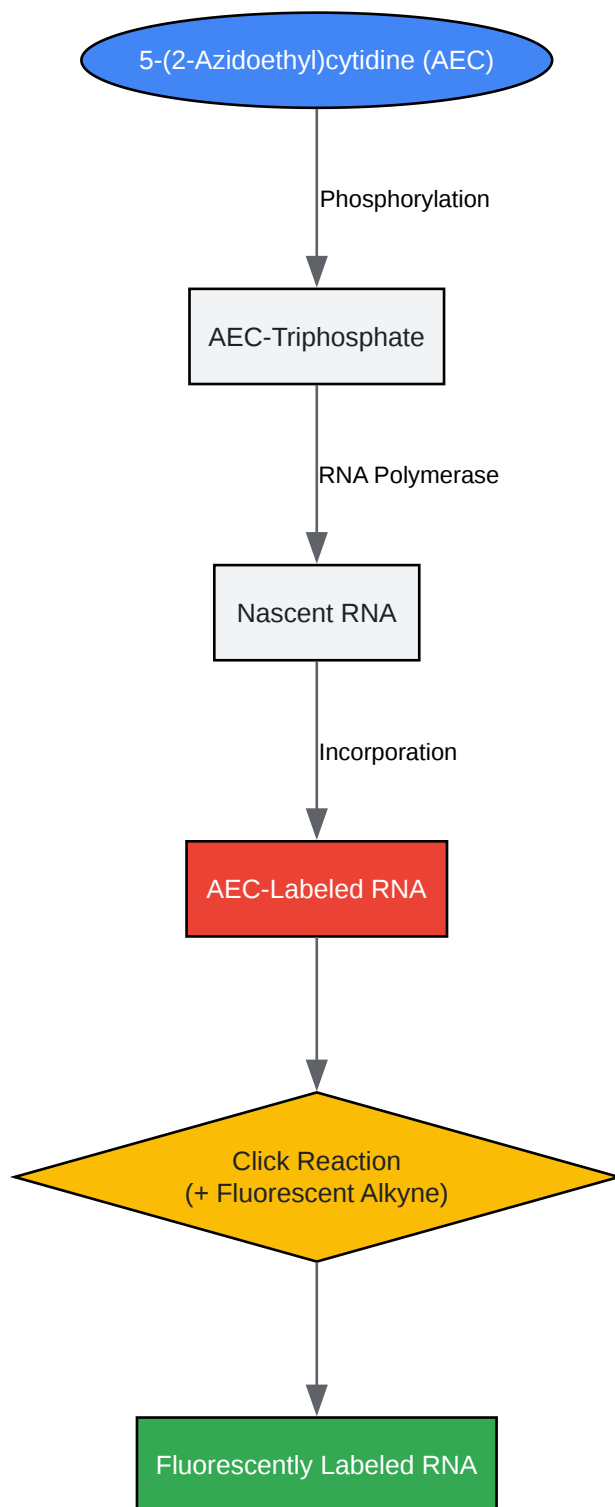 5-(2-Azidoethyl)cytidine (AEC)
Phosphorylation
AEC-Triphosphate
RNA Polymerase
Nascent RNA
Incorporation
AEC-Labeled RNA
Click Reaction
(+ Fluorescent Alkyne)
Fluorescently Labeled RNA